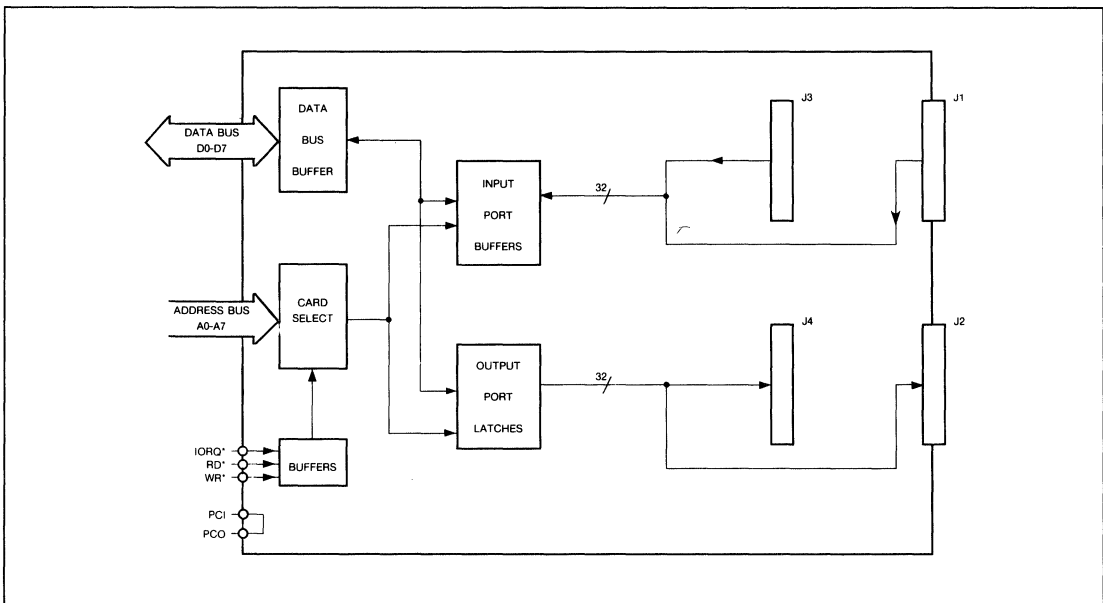 DATA
BUS
BUFFER
DATA BUS
D0-D7
INPUT
PORT
BUFFERS
32
J3
J1
CARD
SELECT
ADDRESS BUS
A0-A7
OUTPUT
PORT
LATCHES
32
J4
J2
BUFFERS
IORQ*
RD*
WR*
PCI
PCO